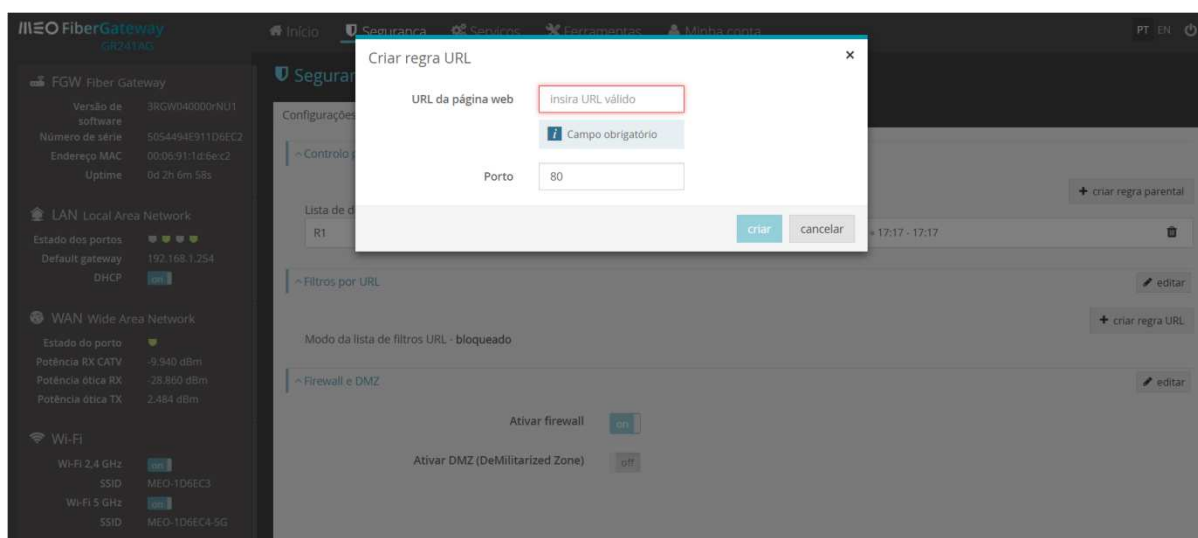 MEO FiberGateway
GR241AG
Início
Segurança
Serviços
Ferramentas
Minha conta
PT EN
FGW Fiber Gateway
Versão de software 3RGW040000rNU1
Número de série 5054494E911D6EC2
Endereço MAC 00:06:91:1d:6e:c2
Uptime 0d 2h 6m 58s
LAN Local Area Network
Estado dos portos
Default gateway 192.168.1.254
DHCP on
WAN Wide Area Network
Estado do porto
Potência RX CATV -9.940 dBm
Potência ótica RX -28.860 dBm
Potência ótica TX 2.484 dBm
Wi-Fi
Wi-Fi 2,4 GHz on
SSID MEO-1D6EC3
Wi-Fi 5 GHz on
SSID MEO-1D6EC4-5G
Segurar
Configurações
Controlo p
+ criar regra parental
Lista de d
R1 17:17 - 17:17
Filtros por URL editar
+ criar regra URL
Modo da lista de filtros URL - bloqueado
Firewall e DMZ editar
Ativar firewall on
Ativar DMZ (DeMilitarized Zone) off
Criar regra URL ×
URL da página web insira URL válido
i Campo obrigatório
Porto 80
criar cancelar